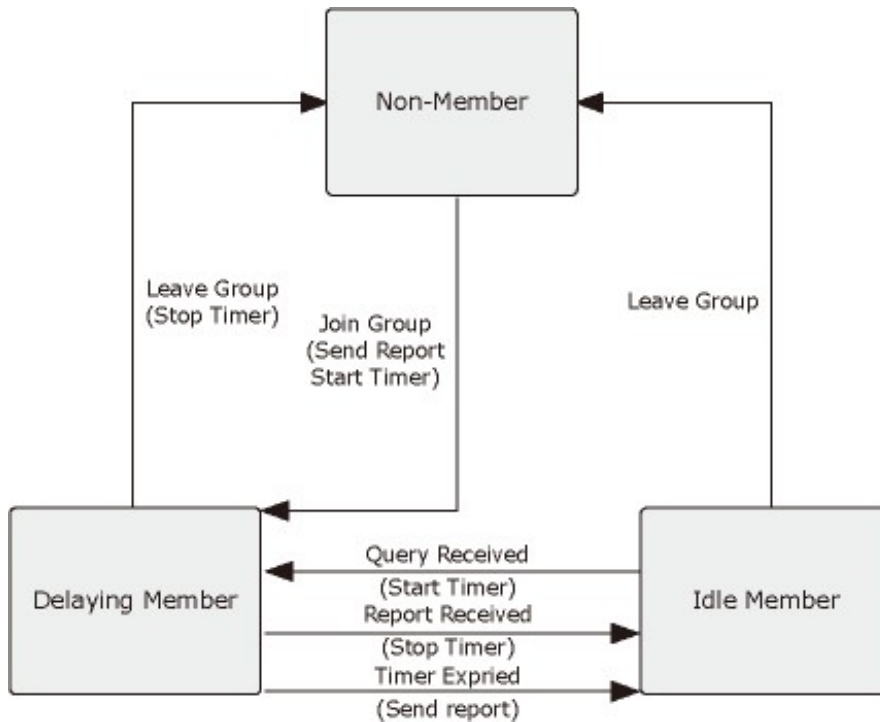 Non-Member
Leave Group
(Stop Timer)
Join Group
(Send Report
Start Timer)
Leave Group
Delaying Member
Query Received
(Start Timer)
Report Received
(Stop Timer)
Timer Expried
(Send report)
Idle Member